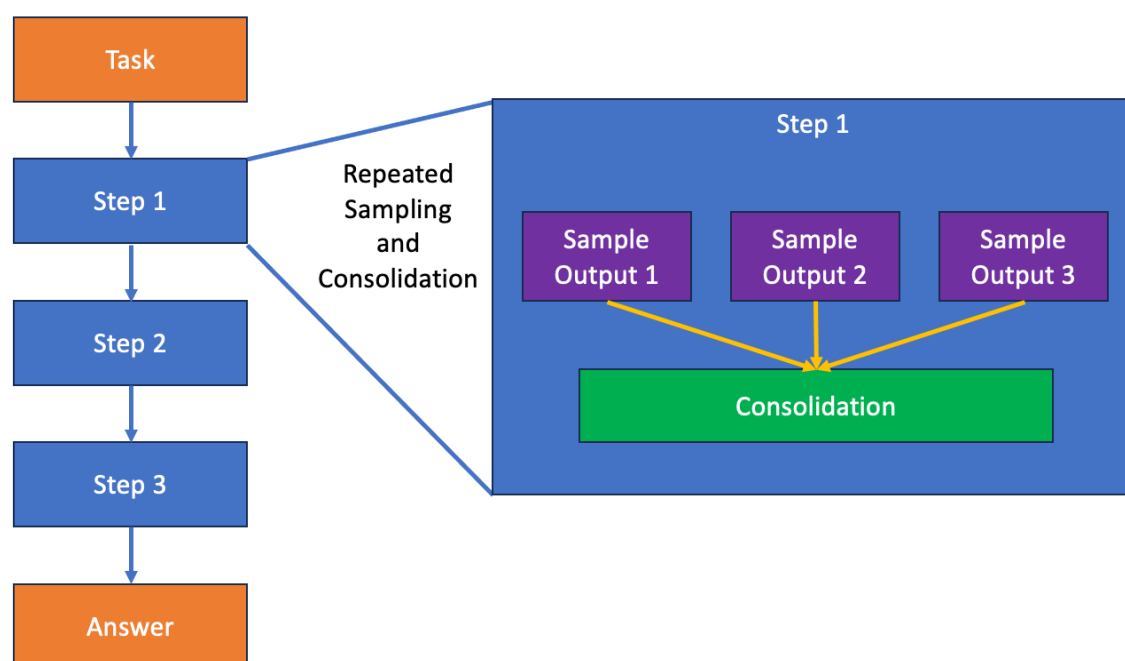 Task
Step 1
Step 2
Step 3
Answer
Repeated
Sampling
and
Consolidation
Step 1
Sample
Output 1
Sample
Output 2
Sample
Output 3
Consolidation